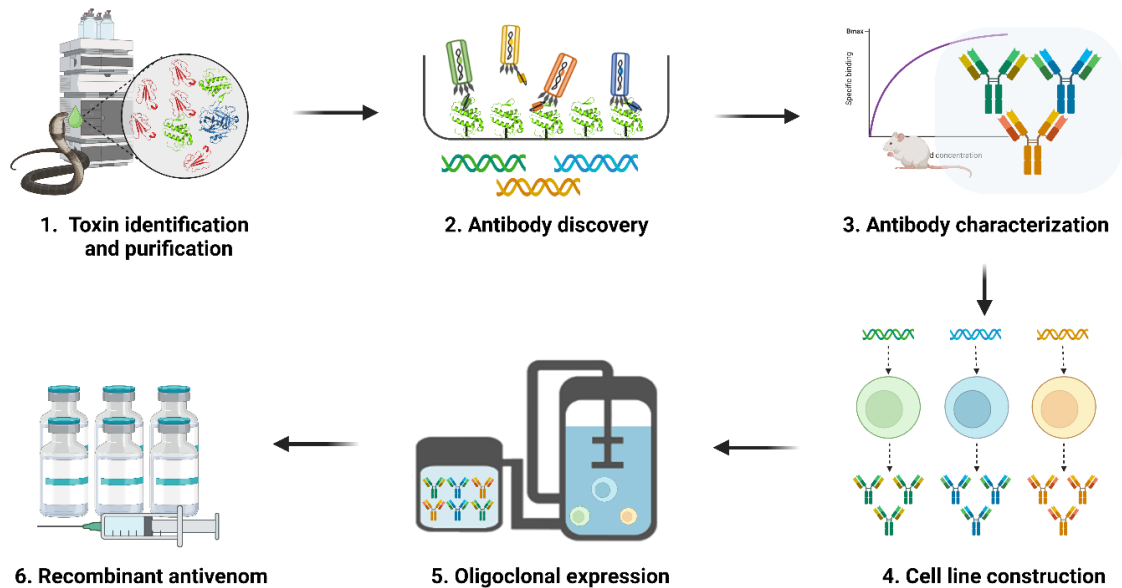 1. Toxin identification
and purification
2. Antibody discovery
Bmax
Specific binding
d concentration
3. Antibody characterization
4. Cell line construction
5. Oligoclonal expression
6. Recombinant antivenom